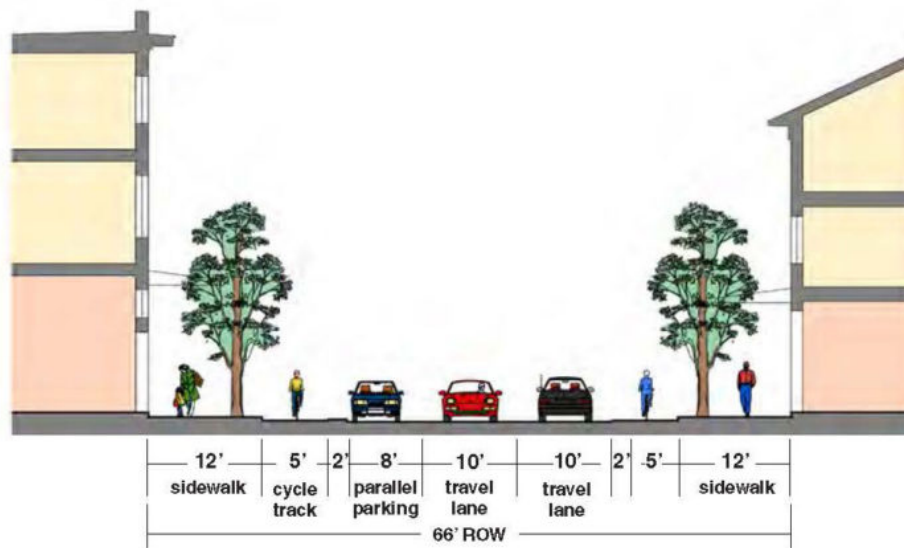 12' 5' 2' 8' 10' 10' 2' 5' 12'
sidewalk cycle track parallel parking travel lane travel lane sidewalk
66' ROW